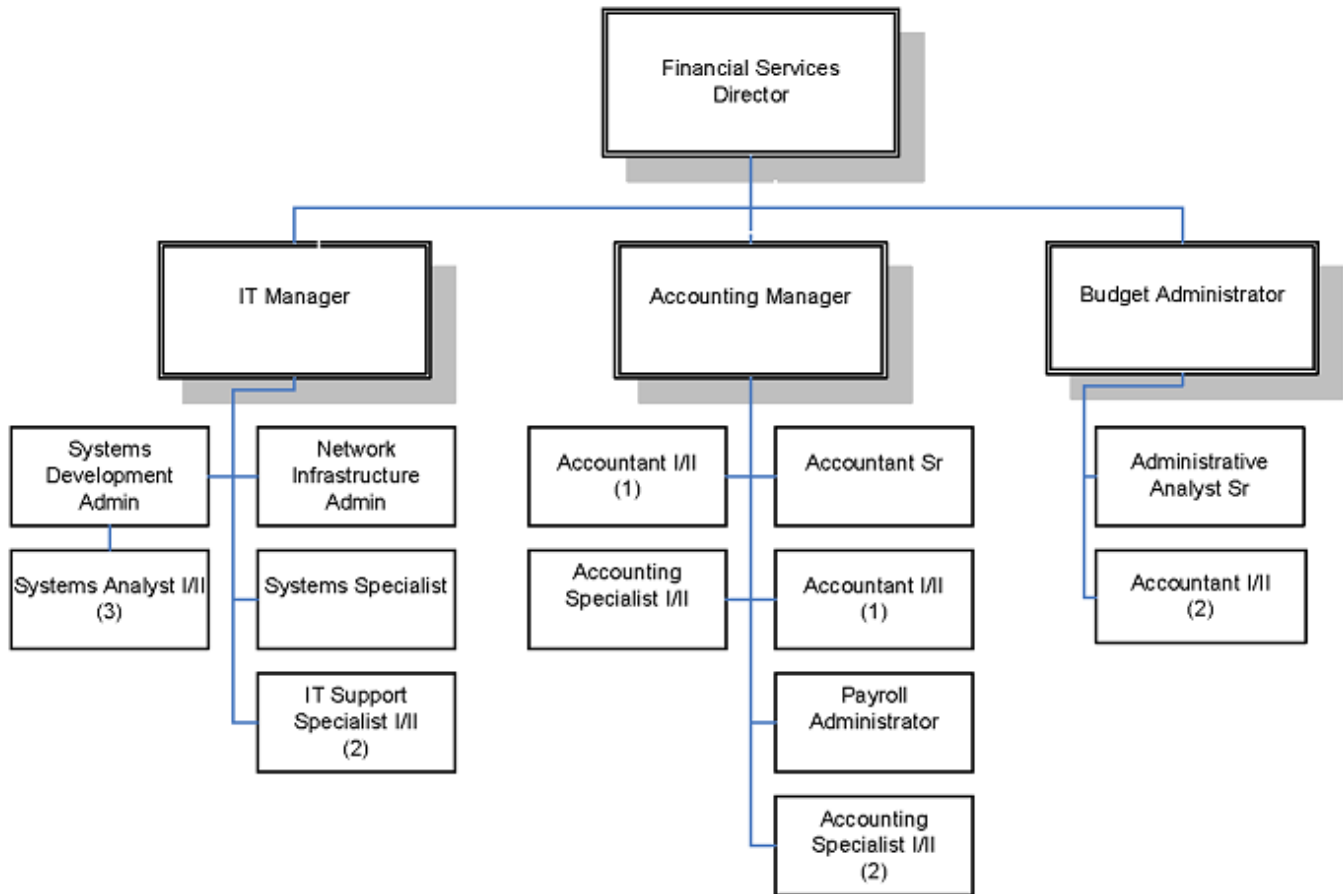 Financial Services
Director
IT Manager
Accounting Manager
Budget Administrator
Systems
Development
Admin
Network
Infrastructure
Admin
Accountant I/II
(1)
Accountant Sr
Administrative
Analyst Sr
Systems Analyst I/II
(3)
Systems Specialist
Accounting
Specialist I/II
Accountant I/II
(1)
Accountant I/II
(2)
IT Support
Specialist I/II
(2)
Payroll
Administrator
Accounting
Specialist I/II
(2)